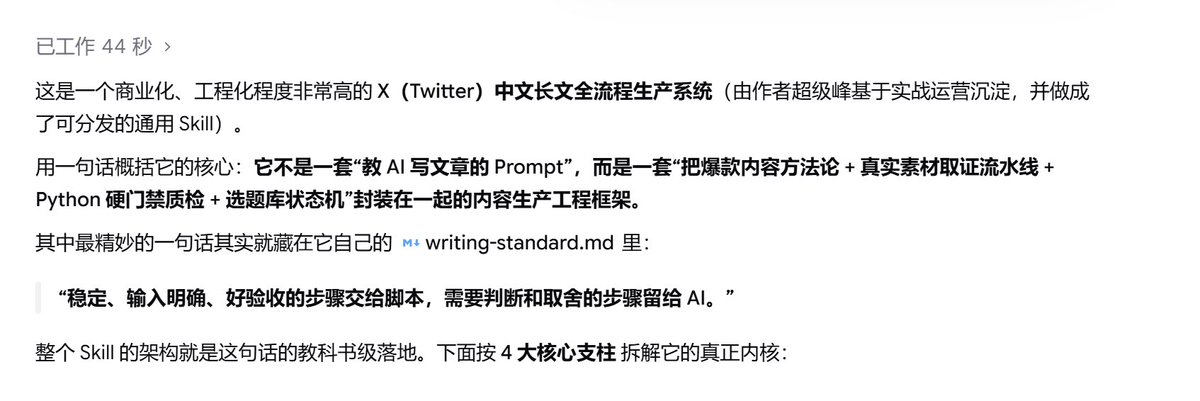 已工作 44 秒 >
这是一个商业化、工程化程度非常高的 X（Twitter）中文长文全流程生产系统（由作者超级峰基于实战运营沉淀，并做成
了可分发的通用 Skill）。
用一句话概括它的核心：它不是一套“教 AI 写文章的 Prompt”，而是一套“把爆款内容方法论 + 真实素材取证流水线 +
Python 硬门禁质检 + 选题库状态机”封装在一起的内容生产工程框架。
其中最精妙的一句话其实就藏在它自己的 M↓ writing-standard.md 里：
“稳定、输入明确、好验收的步骤交给脚本，需要判断和取舍的步骤留给 AI。”
整个 Skill 的架构就是这句话的教科书级落地。下面按 4 大核心支柱 拆解它的真正内核：